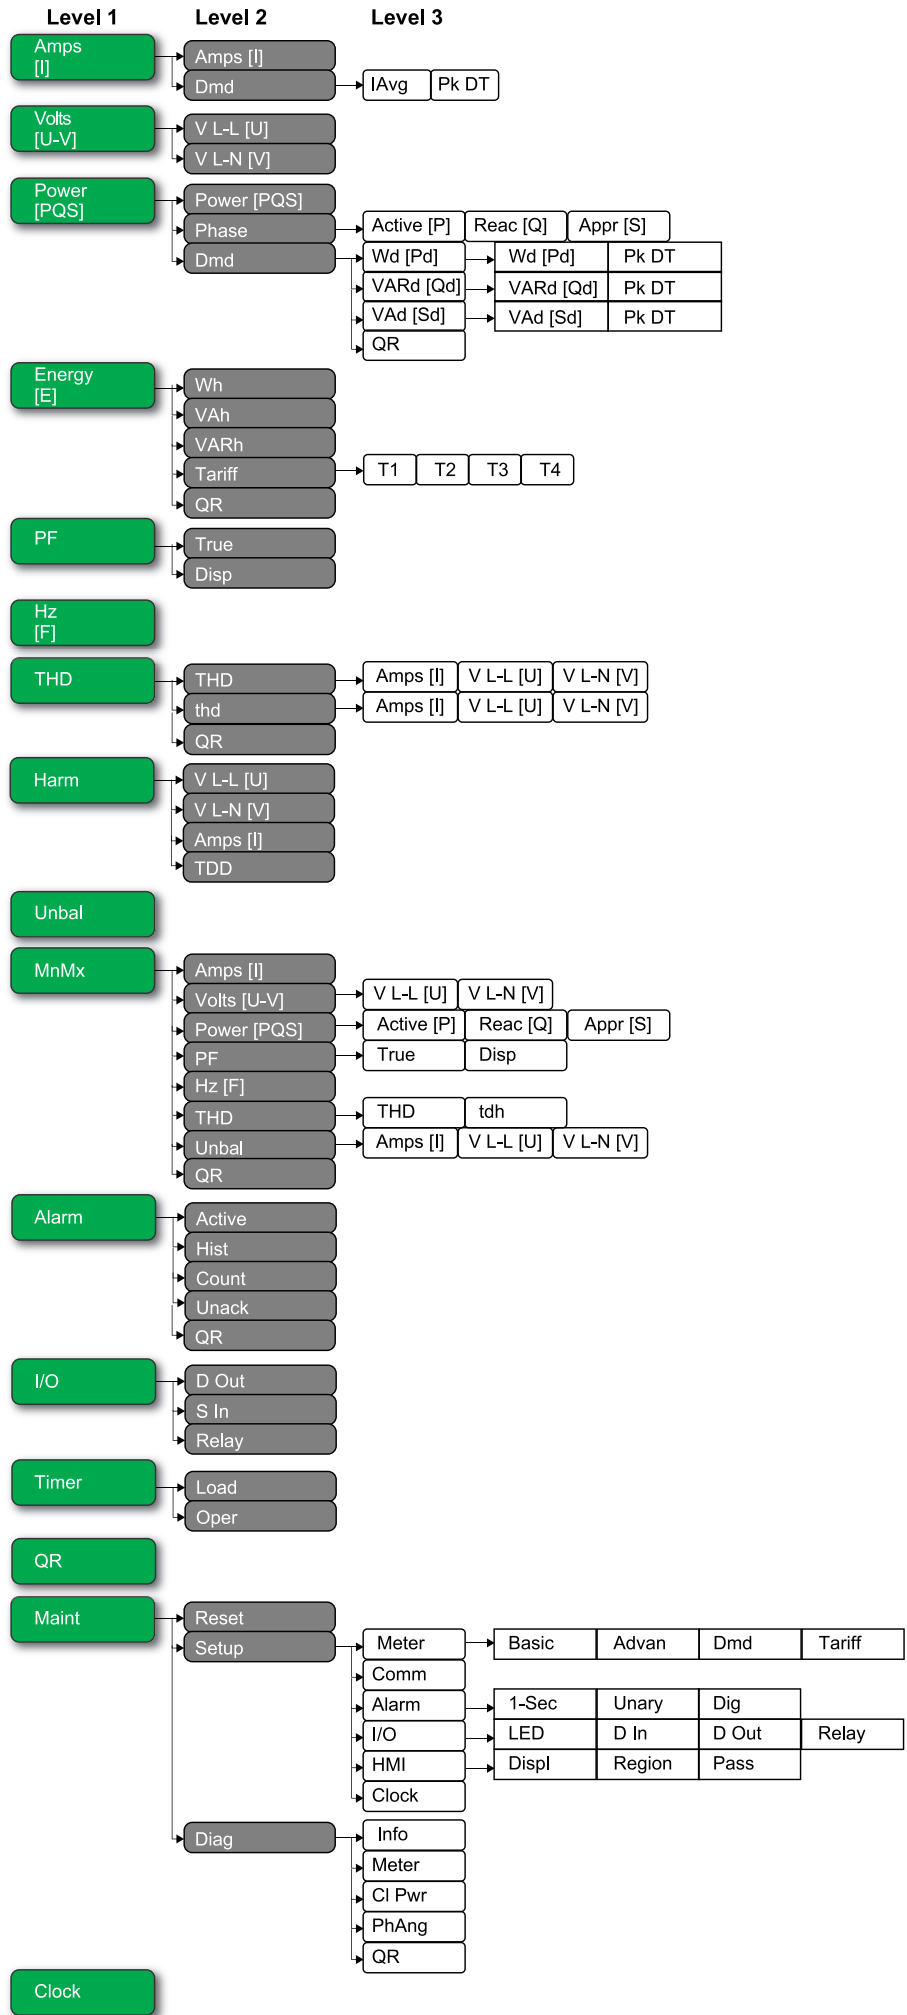 Level 1 Level 2 Level 3
Amps
[I]
Amps [I]
Dmd IAvg Pk DT
Volts
[U-V]
V L-L [U]
V L-N [V]
Power
[PQS]
Power [PQS]
Phase Active [P] Reac [Q] Appr [S]
Dmd Wd [Pd] Wd [Pd] Pk DT
VARd [Qd] VARd [Qd] Pk DT
VAd [Sd] VAd [Sd] Pk DT
QR
Energy
[E]
Wh
VAh
VARh
Tariff T1 T2 T3 T4
QR
PF True
Disp
Hz
[F]
THD THD Amps [I] V L-L [U] V L-N [V]
thd Amps [I] V L-L [U] V L-N [V]
QR
Harm V L-L [U]
V L-N [V]
Amps [I]
TDD
Unbal
MnMx Amps [I]
Volts [U-V] V L-L [U] V L-N [V]
Power [PQS] Active [P] Reac [Q] Appr [S]
PF True Disp
Hz [F]
THD THD tdh
Unbal Amps [I] V L-L [U] V L-N [V]
QR
Alarm Active
Hist
Count
Unack
QR
I/O D Out
S In
Relay
Timer Load
Oper
QR
Maint Reset
Setup Meter Basic Advan Dmd Tariff
Comm
Alarm 1-Sec Unary Dig
I/O LED D In D Out Relay
HMI Displ Region Pass
Clock
Diag Info
Meter
Cl Pwr
PhAng
QR
Clock